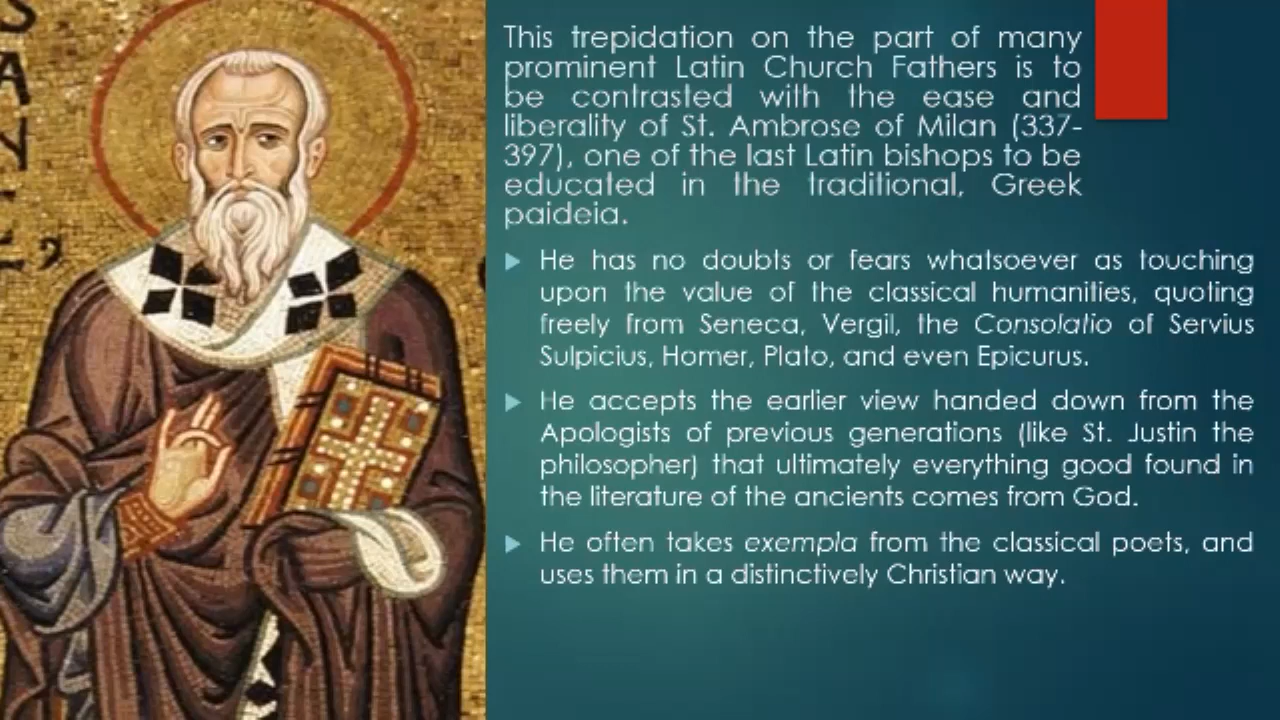 S
A
N
This trepidation on the part of many
prominent Latin Church Fathers is to
be contrasted with the ease and
liberality of St. Ambrose of Milan (337-
397), one of the last Latin bishops to be
educated in the traditional, Greek
paideia.
He has no doubts or fears whatsoever as touching
upon the value of the classical humanities, quoting
freely from Seneca, Vergil, the Consolatio of Servius
Sulpicius, Homer, Plato, and even Epicurus.
He accepts the earlier view handed down from the
Apologists of previous generations (like St. Justin the
philosopher) that ultimately everything good found in
the literature of the ancients comes from God.
He often takes exempla from the classical poets, and
uses them in a distinctively Christian way.